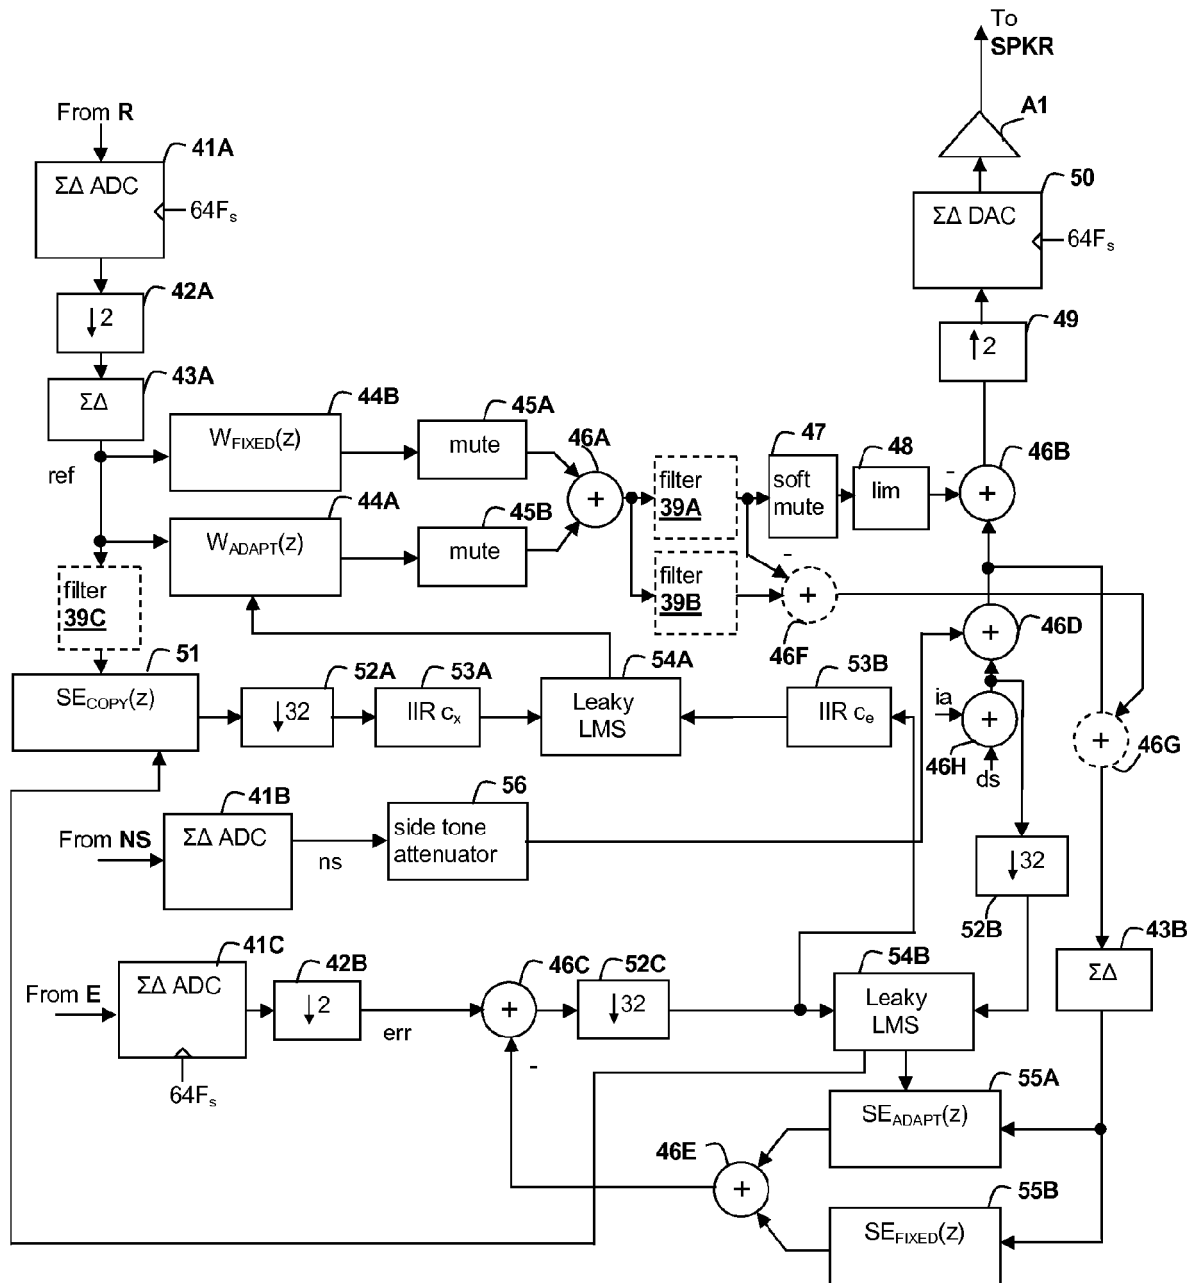 To
SPKR
A1
From R
41A
ΣΔ ADC
64Fs
50
ΣΔ DAC
64Fs
42A
↓2
49
↑2
43A
ΣΔ
ref
44B
WFIXED(z)
45A
mute
46A
+
filter
39A
47
soft
mute
48
lim
-
46B
+
44A
WADAPT(z)
45B
mute
filter
39B
-
+
46F
filter
39C
46D
+
51
SECOPY(z)
52A
↓32
53A
IIR cx
54A
Leaky
LMS
53B
IIR ce
ia
+
46H
ds
+
46G
41B
From NS
ΣΔ ADC
ns
56
side tone
attenuator
↓32
52B
43B
ΣΔ
41C
From E
ΣΔ ADC
64Fs
42B
↓2
err
46C
+
-
52C
↓32
54B
Leaky
LMS
55A
SEADAPT(z)
46E
+
55B
SEFIXED(z)